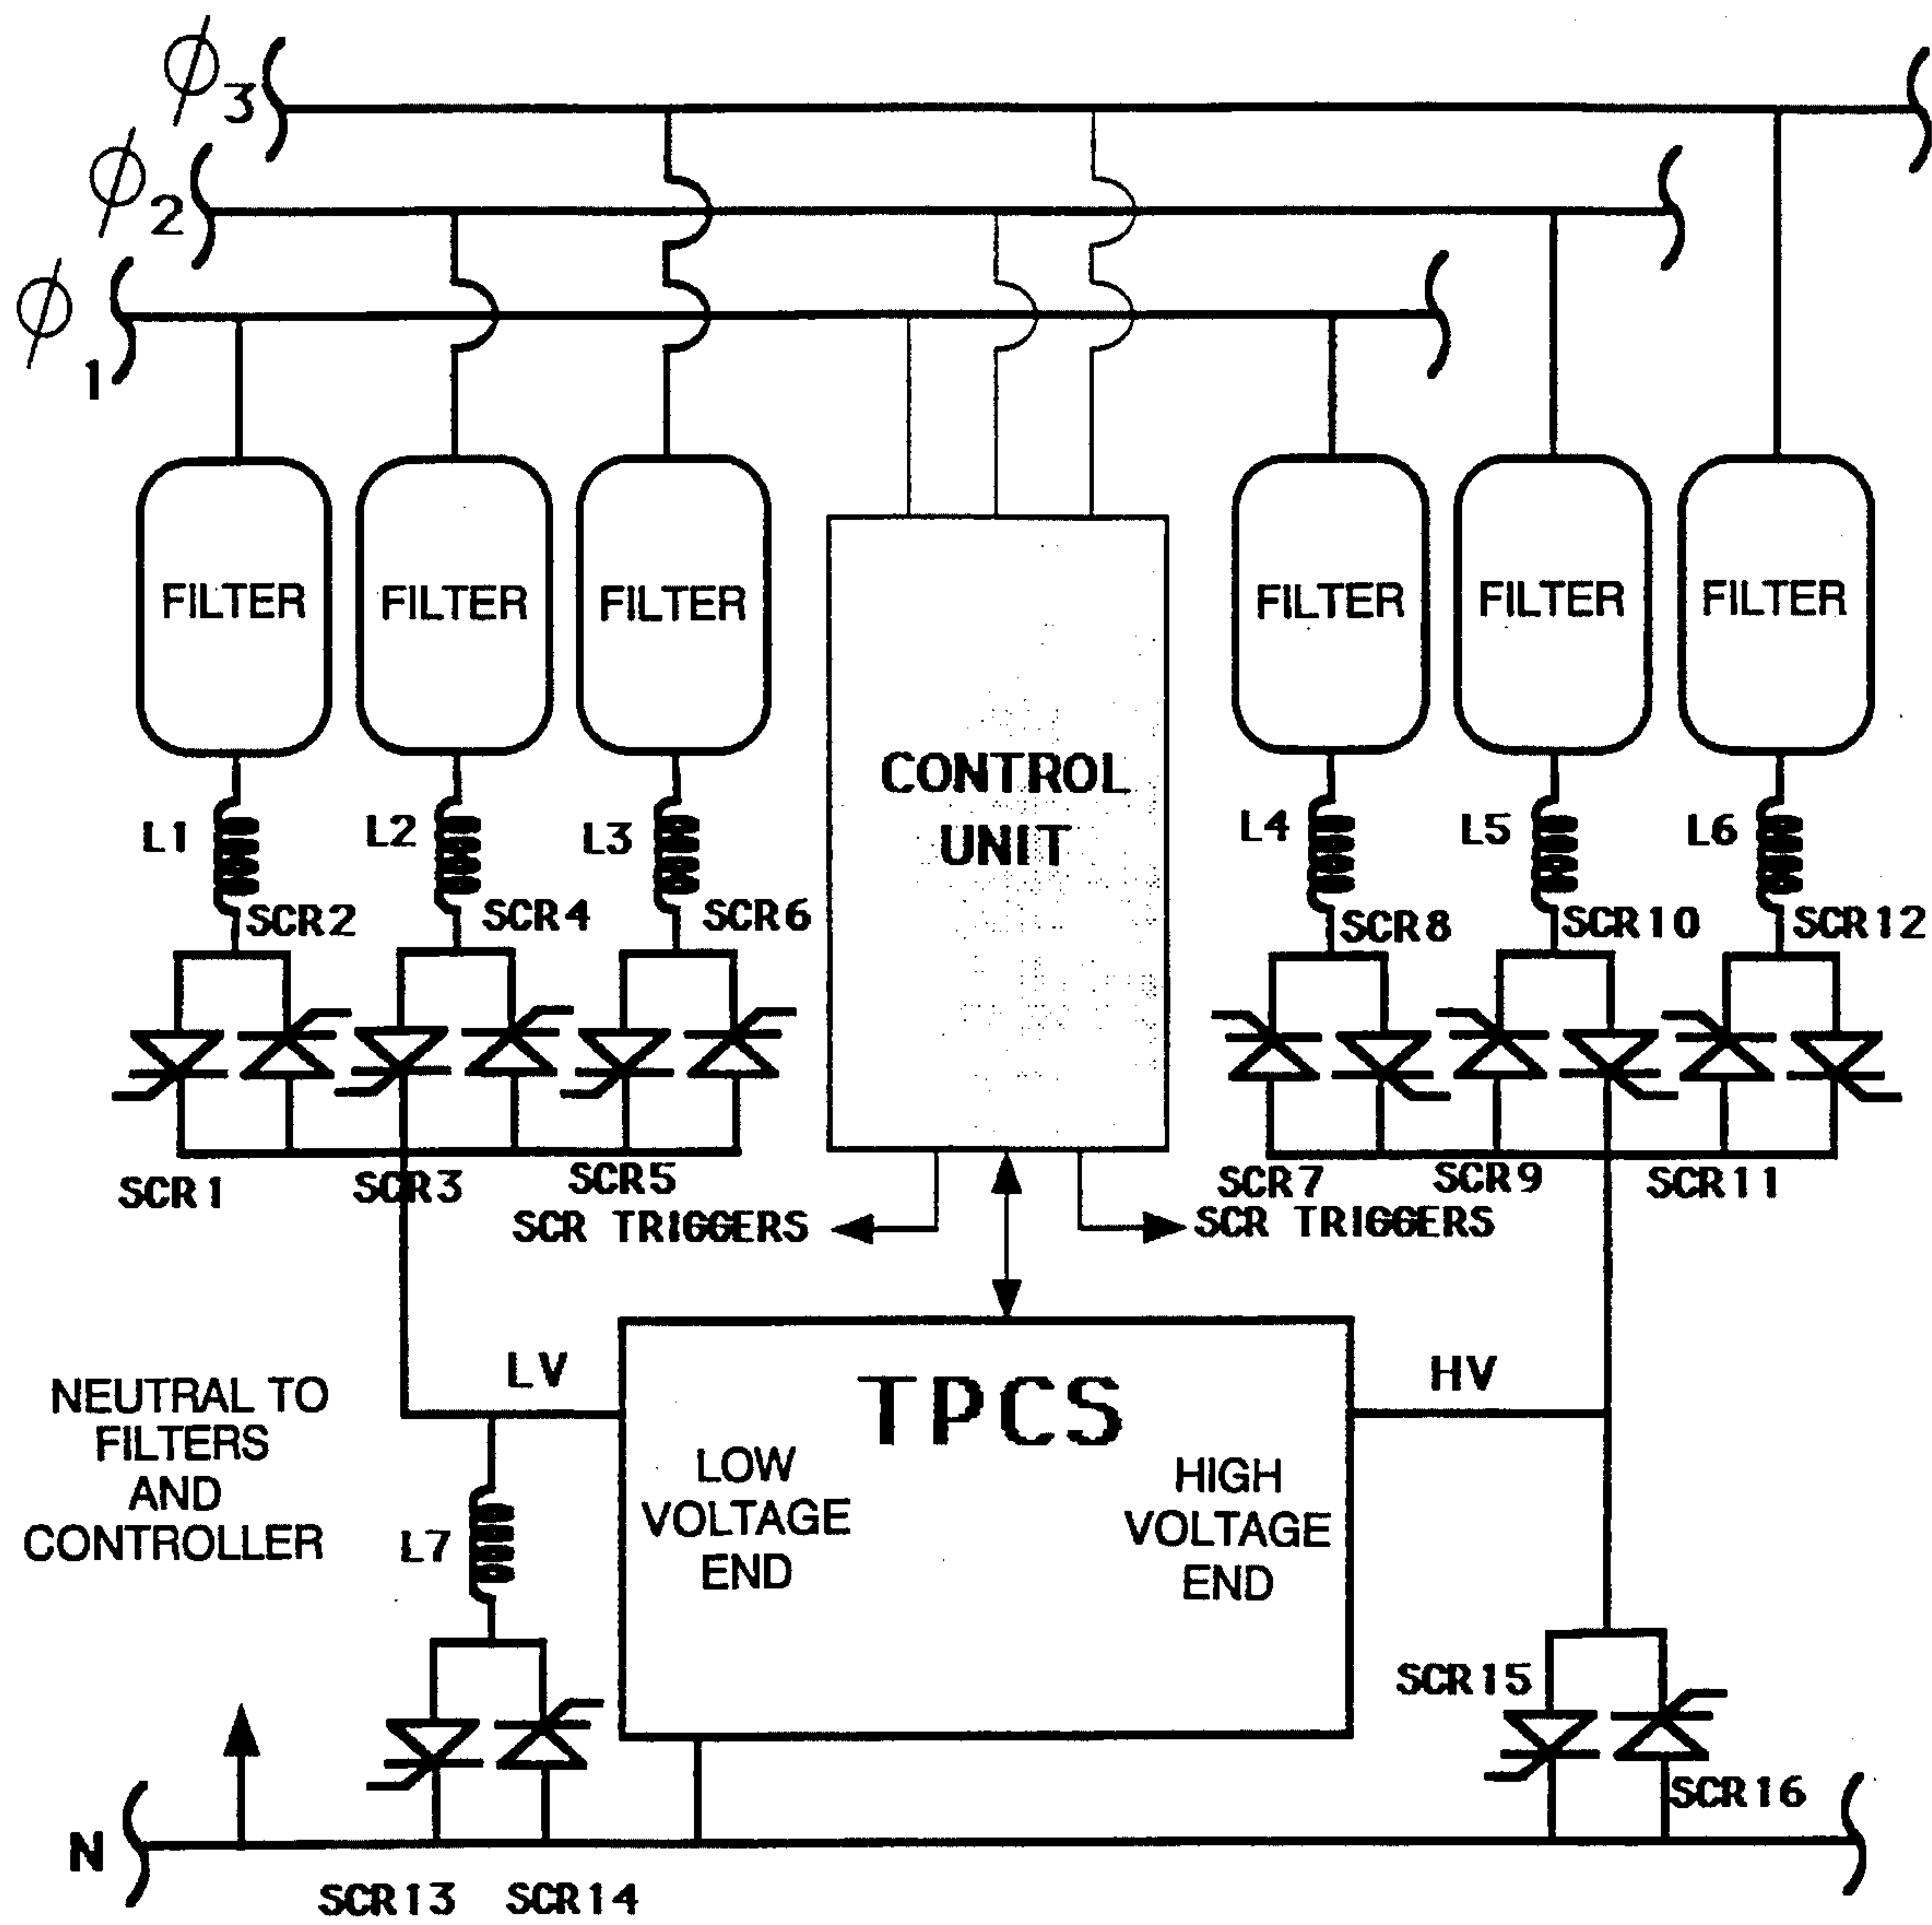 ϕ3
ϕ2
ϕ1
FILTER FILTER FILTER FILTER FILTER FILTER
CONTROL
UNIT
L1 L2 L3 L4 L5 L6
SCR2 SCR4 SCR6 SCR8 SCR10 SCR12
SCR1 SCR3 SCR5 SCR7 SCR9 SCR11
SCR TRIGGERS SCR TRIGGERS
LV TPCS HV
NEUTRAL TO
FILTERS
AND
CONTROLLER
LOW
VOLTAGE
END
HIGH
VOLTAGE
END
L7
SCR15
SCR16
N
SCR13 SCR14